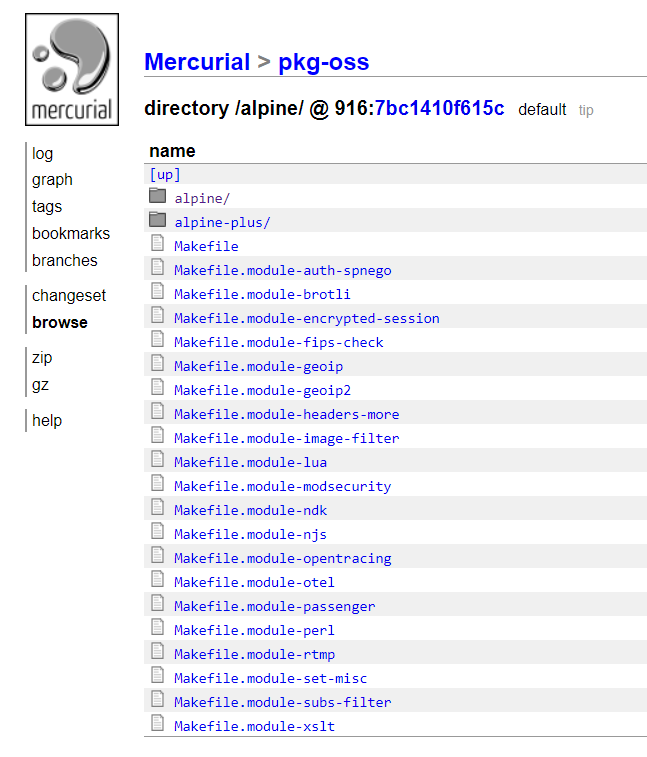 mercurial
Mercurial > pkg-oss
directory /alpine/ @ 916:7bc1410f615c default tip
log
graph
tags
bookmarks
branches
changeset
browse
zip
gz
help
name
[up]
alpine/
alpine-plus/
Makefile
Makefile.module-auth-spnego
Makefile.module-brotli
Makefile.module-encrypted-session
Makefile.module-fips-check
Makefile.module-geoip
Makefile.module-geoip2
Makefile.module-headers-more
Makefile.module-image-filter
Makefile.module-lua
Makefile.module-modsecurity
Makefile.module-ndk
Makefile.module-njs
Makefile.module-opentracing
Makefile.module-otel
Makefile.module-passenger
Makefile.module-perl
Makefile.module-rtmp
Makefile.module-set-misc
Makefile.module-subs-filter
Makefile.module-xslt